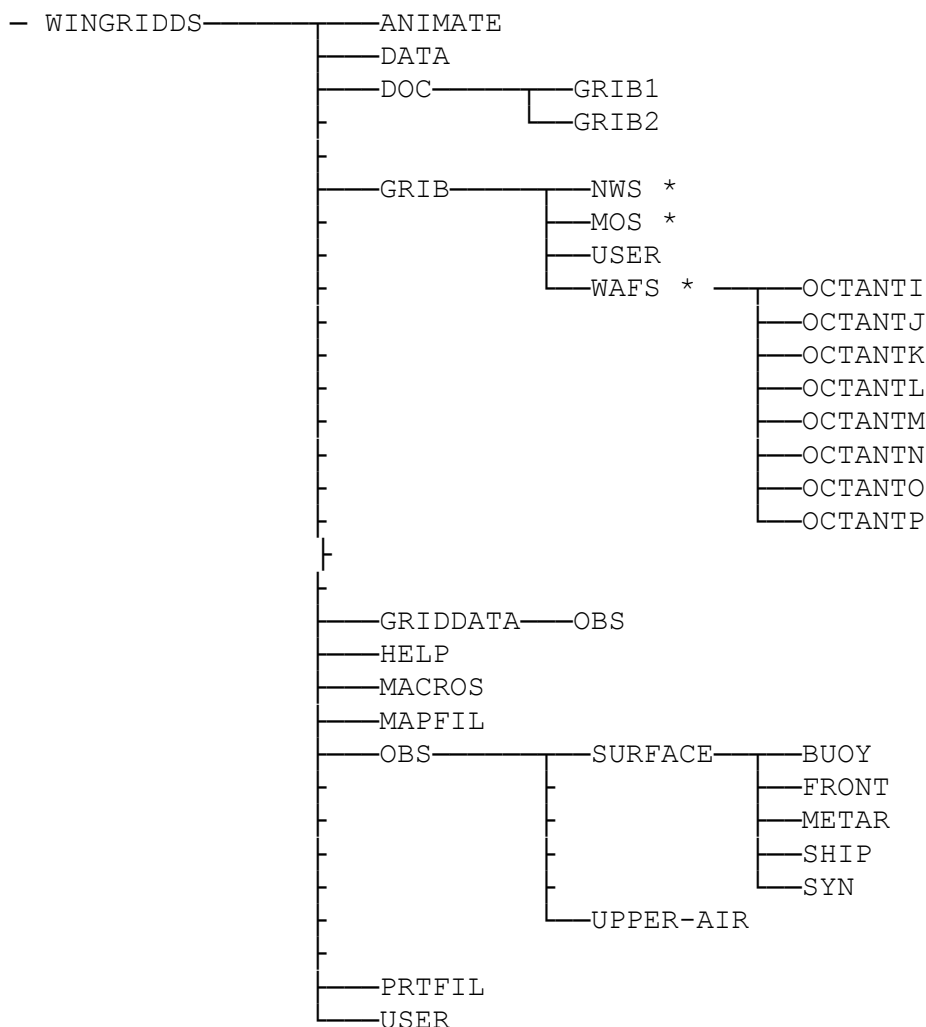 WINGRIDDS ANIMATE
DATA
DOC GRIB1
GRIB2
GRIB NWS *
MOS *
USER
WAFS * OCTANTI
OCTANTJ
OCTANTK
OCTANTL
OCTANTM
OCTANTN
OCTANTO
OCTANTP
GRIDDATA OBS
HELP
MACROS
MAPFIL
OBS SURFACE BUOY
FRONT
METAR
SHIP
SYN
UPPER-AIR
PRTFIL
USER